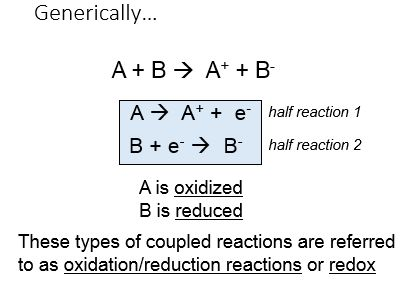 Generically...
A + B → A⁺ + B⁻
A → A⁺ + e⁻ half reaction 1
B + e⁻ → B⁻ half reaction 2
A is oxidized
B is reduced
These types of coupled reactions are referred
to as oxidation/reduction reactions or redox